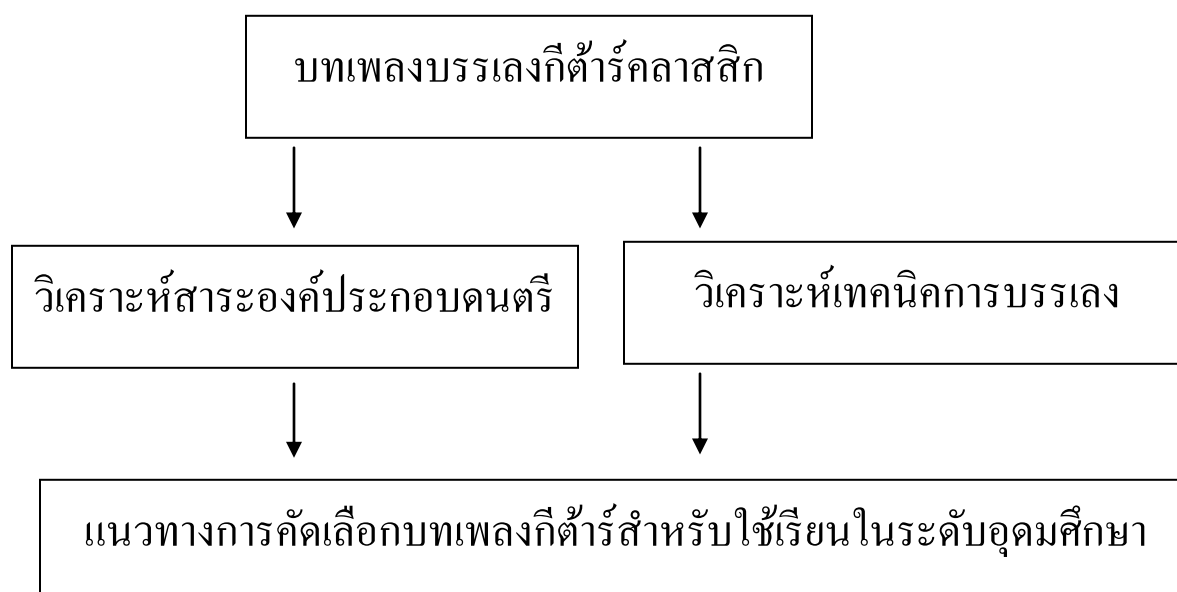 บทเพลงบรรเลงกีต้าร์คลาสสิก
วิเคราะห์สาระองค์ประกอบดนตรี
วิเคราะห์เทคนิคการบรรเลง
แนวทางการคัดเลือกบทเพลงกีต้าร์สำหรับใช้เรียนในระดับอุดมศึกษา